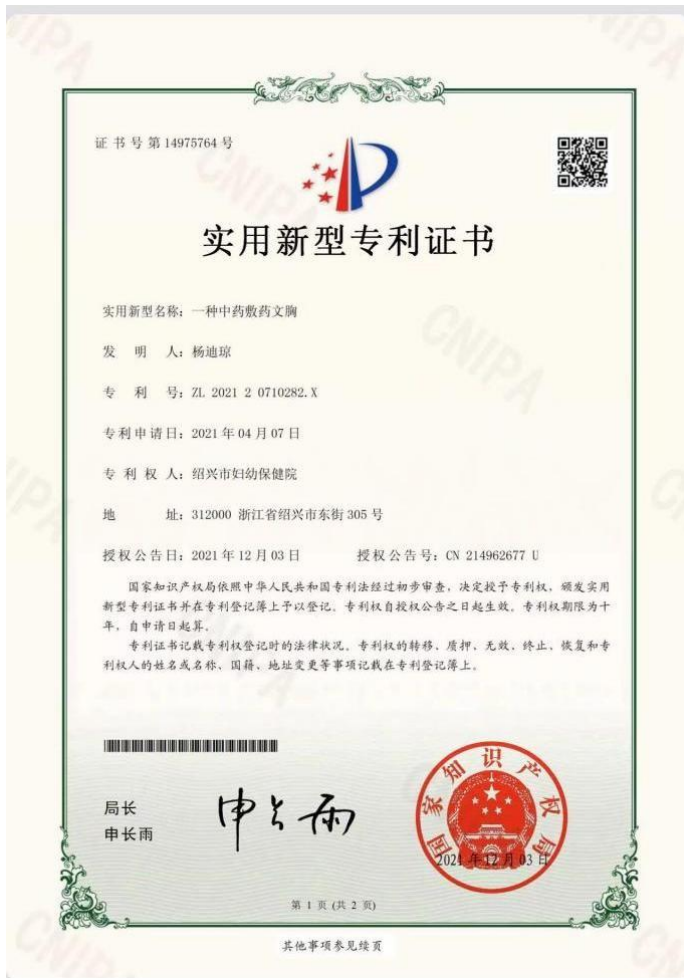 证书号第14975764号
实用新型专利证书
实用新型名称：一种中药敷药文胸
发明人：杨迪琼
专利号：ZL 2021 2 0710282.X
专利申请日：2021年04月07日
专利权人：绍兴市妇幼保健院
地址：312000 浙江省绍兴市东街305号
授权公告日：2021年12月03日 授权公告号：CN 214962677 U
国家知识产权局依照中华人民共和国专利法经过初步审查，决定授予专利权，颁发实用
新型专利证书并在专利登记簿上予以登记。专利权自授权公告之日起生效。专利权期限为十
年，自申请日起算。
专利证书记载专利权登记时的法律状况。专利权的转移、质押、无效、终止、恢复和专
利权人的姓名或名称、国籍、地址变更等事项记载在专利登记簿上。
局长
申长雨
申长雨
国家知识产权局
2021年12月03日
第 1 页 (共 2 页)
其他事项参见续页
CNIPA
CNIPA
CNIPA
CNIPA
CNIPA
CNIPA